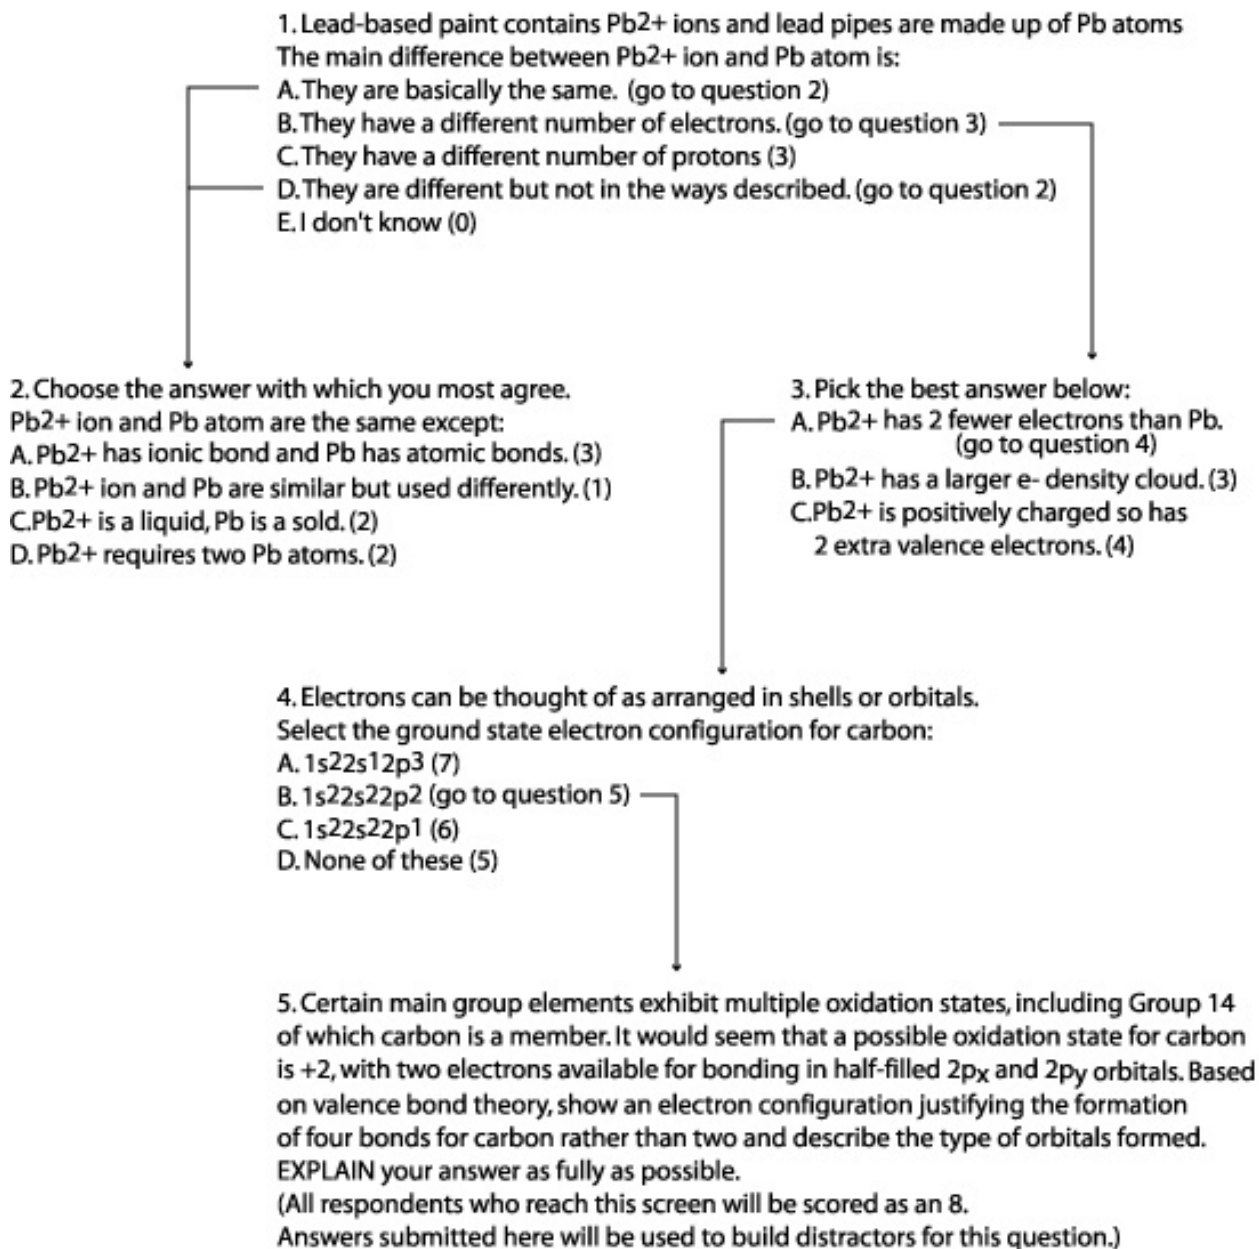 1. Lead-based paint contains Pb2+ ions and lead pipes are made up of Pb atoms
The main difference between Pb2+ ion and Pb atom is:
A. They are basically the same. (go to question 2)
B. They have a different number of electrons. (go to question 3)
C. They have a different number of protons (3)
D. They are different but not in the ways described. (go to question 2)
E. I don't know (0)
2. Choose the answer with which you most agree.
Pb2+ ion and Pb atom are the same except:
A. Pb2+ has ionic bond and Pb has atomic bonds. (3)
B. Pb2+ ion and Pb are similar but used differently. (1)
C. Pb2+ is a liquid, Pb is a sold. (2)
D. Pb2+ requires two Pb atoms. (2)
3. Pick the best answer below:
A. Pb2+ has 2 fewer electrons than Pb.
(go to question 4)
B. Pb2+ has a larger e- density cloud. (3)
C. Pb2+ is positively charged so has
2 extra valence electrons. (4)
4. Electrons can be thought of as arranged in shells or orbitals.
Select the ground state electron configuration for carbon:
A. 1s22s12p3 (7)
B. 1s22s22p2 (go to question 5)
C. 1s22s22p1 (6)
D. None of these (5)
5. Certain main group elements exhibit multiple oxidation states, including Group 14
of which carbon is a member. It would seem that a possible oxidation state for carbon
is +2, with two electrons available for bonding in half-filled 2px and 2py orbitals. Based
on valence bond theory, show an electron configuration justifying the formation
of four bonds for carbon rather than two and describe the type of orbitals formed.
EXPLAIN your answer as fully as possible.
(All respondents who reach this screen will be scored as an 8.
Answers submitted here will be used to build distractors for this question.)